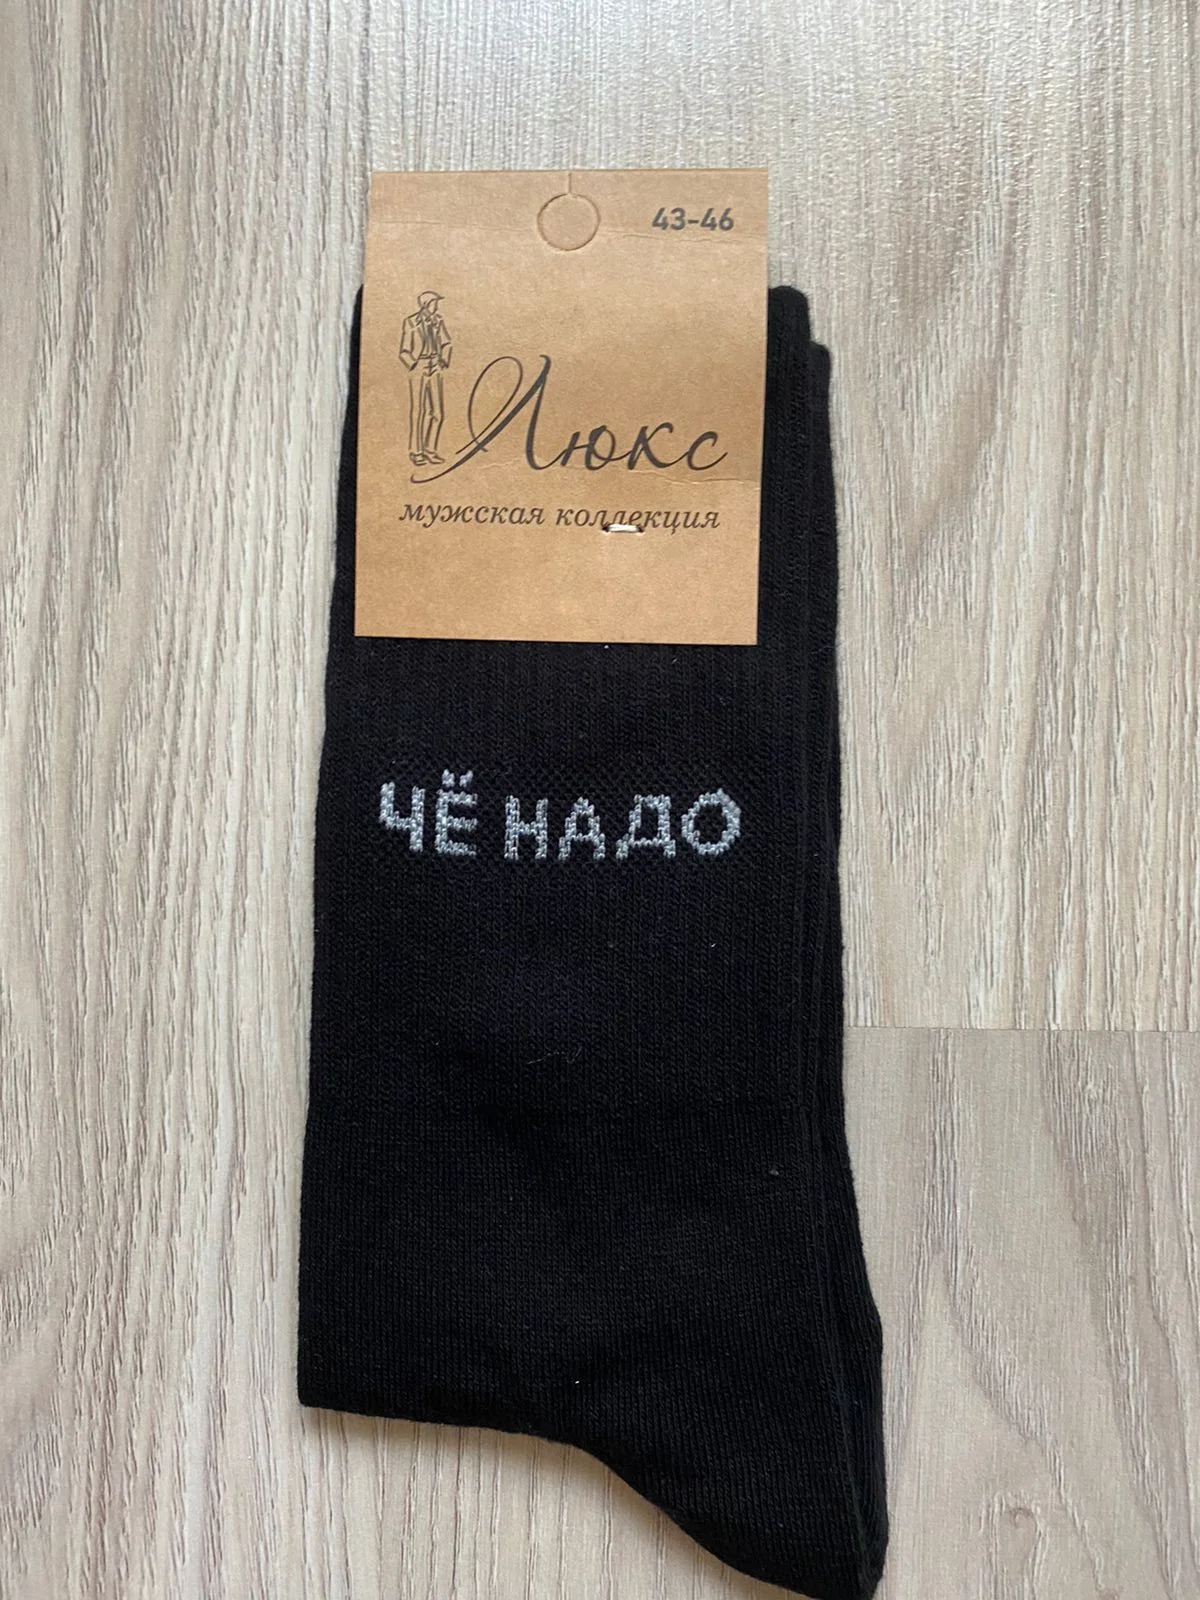 43-46
Люкс
мужская коллекция
ЧЁ НАДО